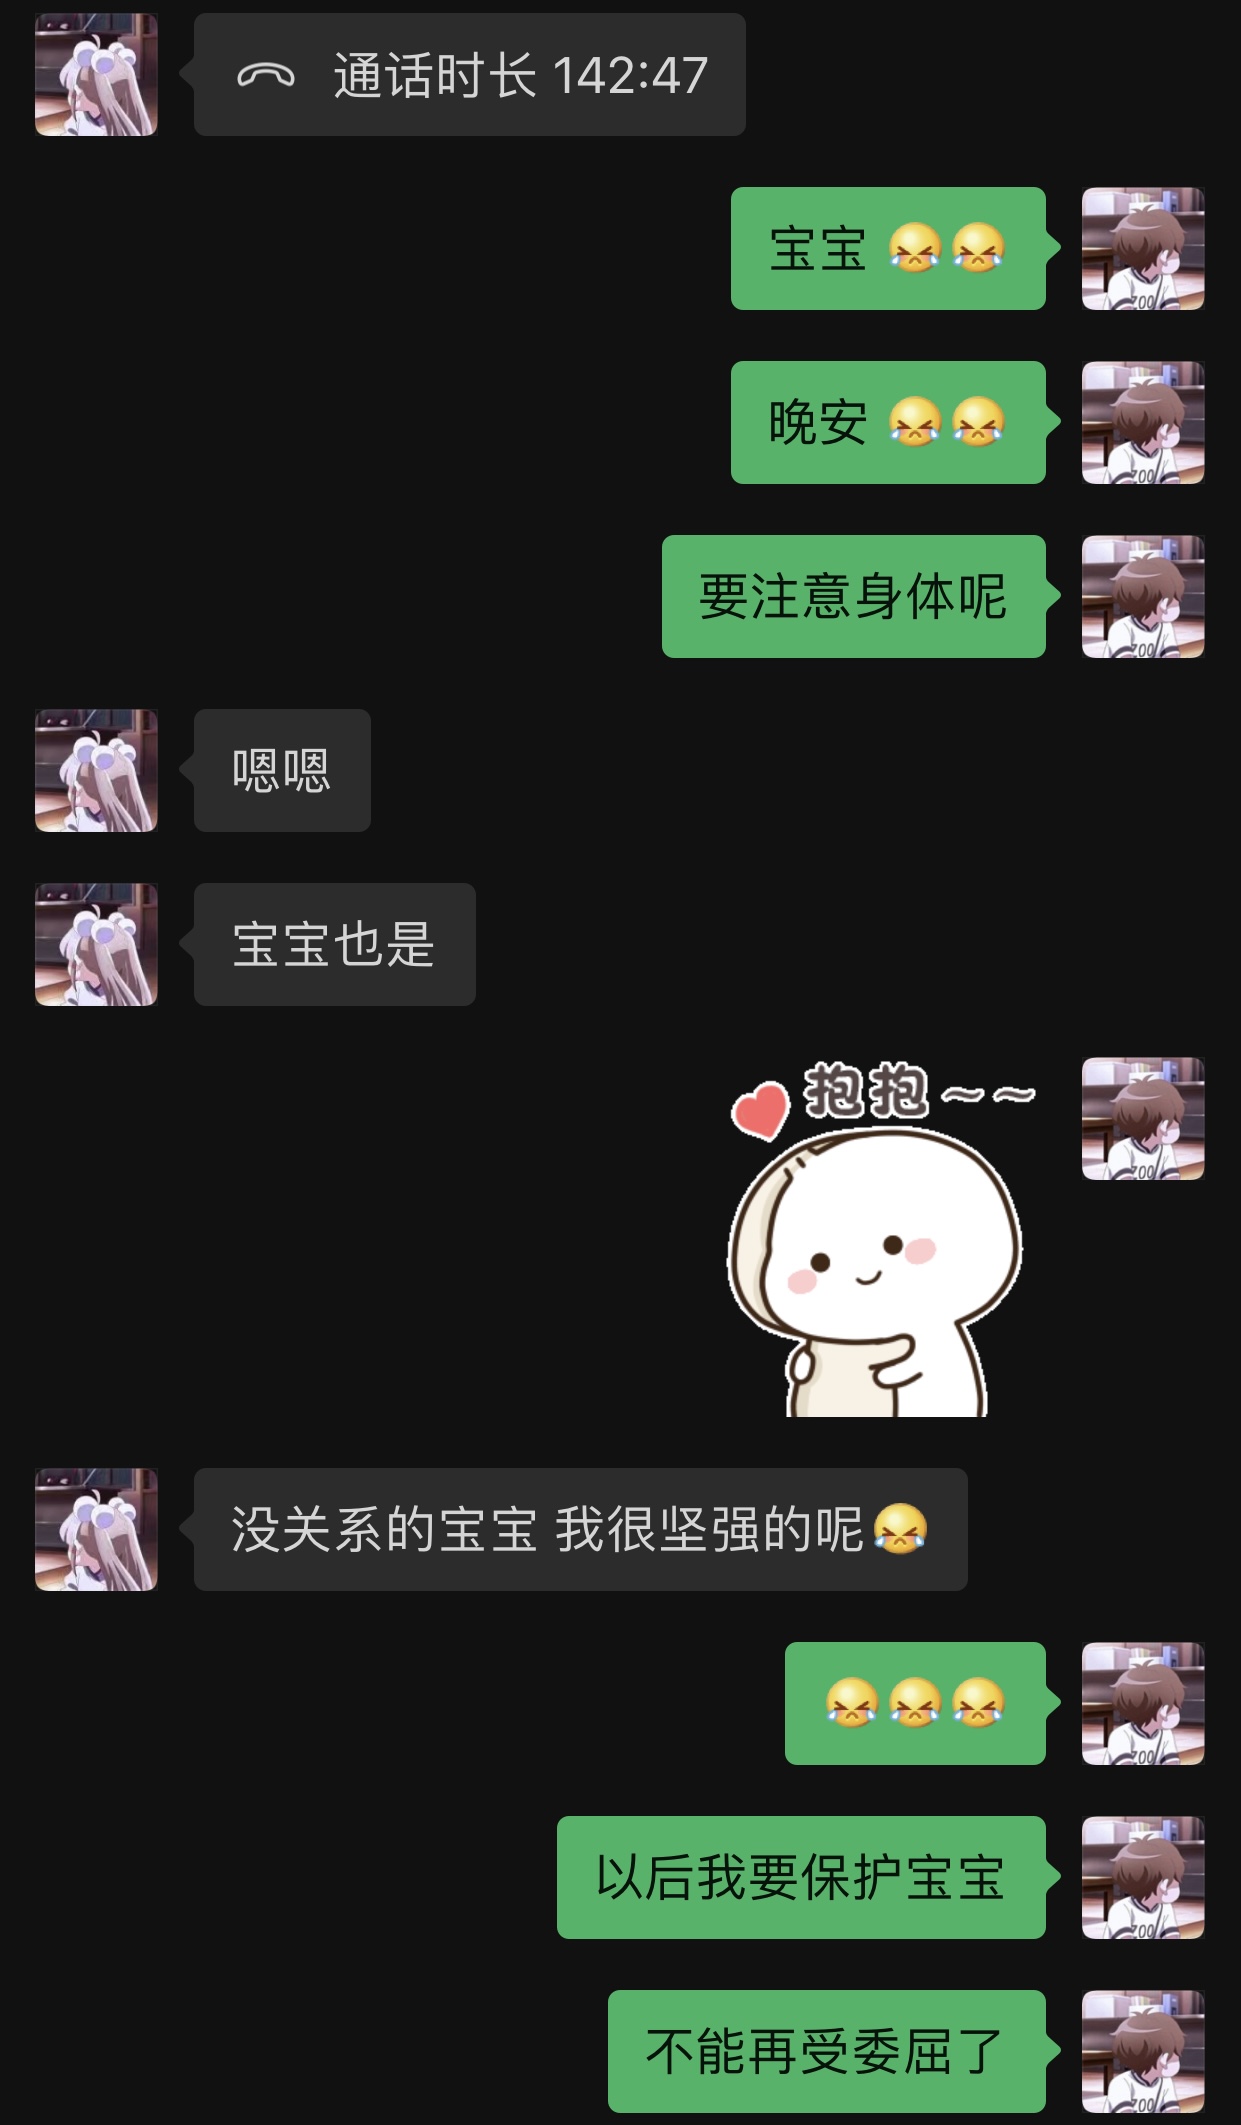 通话时长 142:47
宝宝 😭😭
晚安 😭😭
要注意身体呢
嗯嗯
宝宝也是
抱抱~~
没关系的宝宝 我很坚强的呢😭
😭😭😭
以后我要保护宝宝
不能再受委屈了